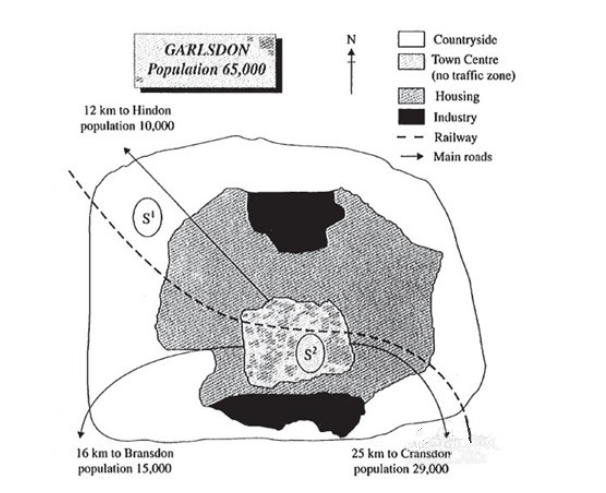 GARLSDON
Population 65,000
N
Countryside
Town Centre
(no traffic zone)
Housing
Industry
Railway
Main roads
12 km to Hindon
population 10,000
S¹
S²
16 km to Bransdon
population 15,000
25 km to Cransdon
population 29,000